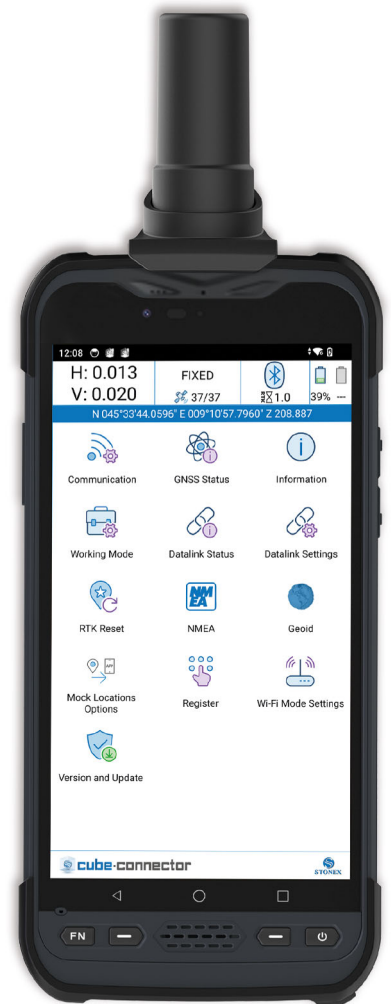 12:08
H: 0.013
V: 0.020
FIXED
37/37
RTK
1.0
39% ---
N 045°33'44.0596" E 009°10'57.7960" Z 208.887
Communication
GNSS Status
Information
Working Mode
Datalink Status
Datalink Settings
RTK Reset
NMEA
NMEA
Geoid
Mock Locations
Options
Register
Wi-Fi Mode Settings
Version and Update
cube-connector
STONEX
FN